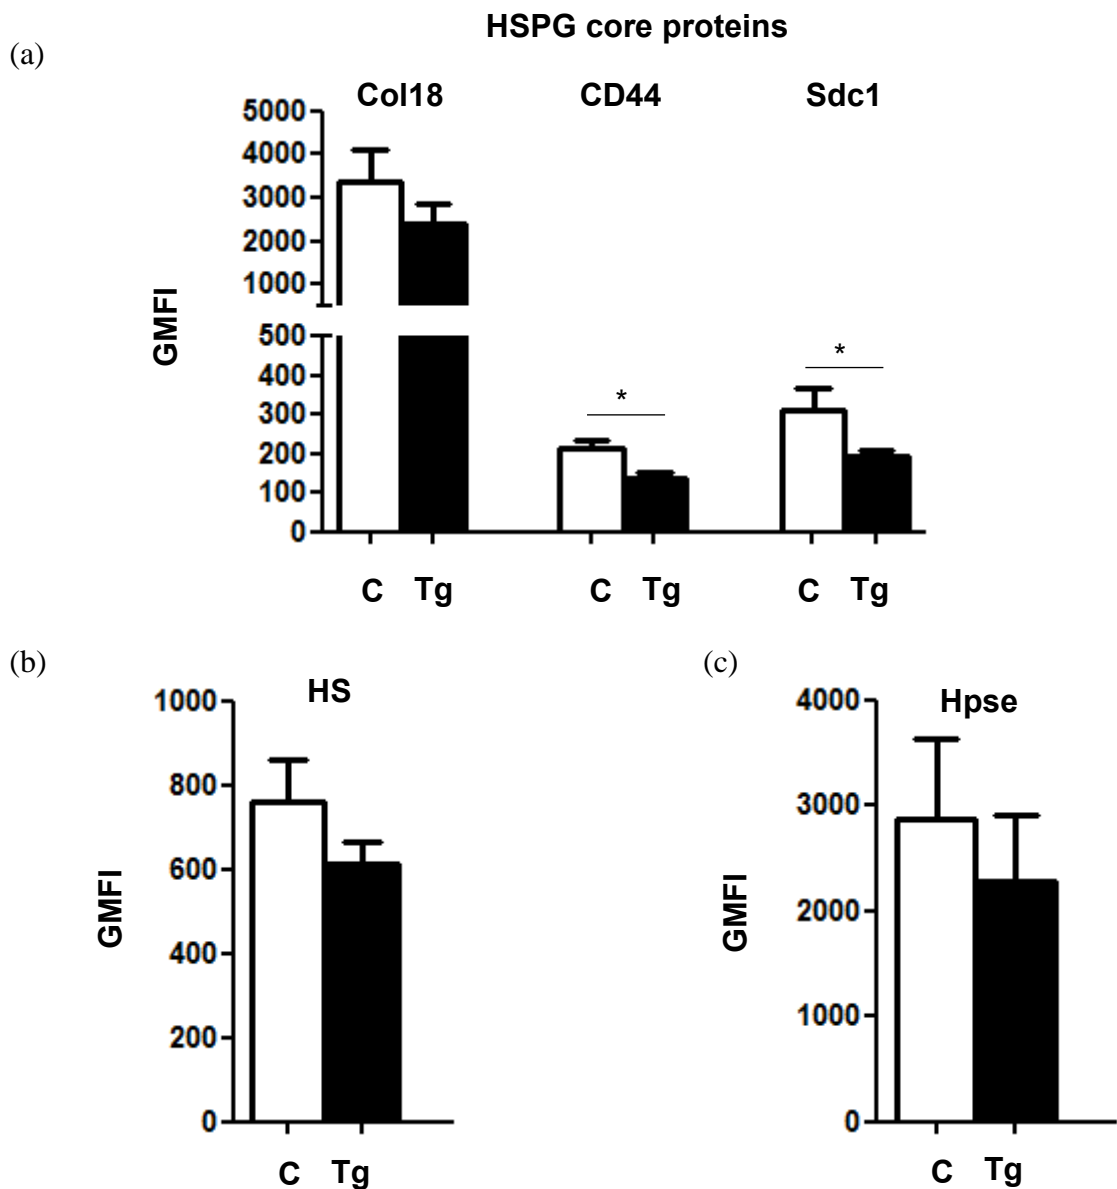 HSPG core proteins
(a)
Col18 CD44 Sdc1
5000
4000
3000
2000
1000
500
400
300
200
100
0
GMFI
*
*
C Tg C Tg C Tg
(b)
HS
1000
800
600
400
200
0
GMFI
C Tg
(c)
Hpse
4000
3000
2000
1000
0
GMFI
C Tg